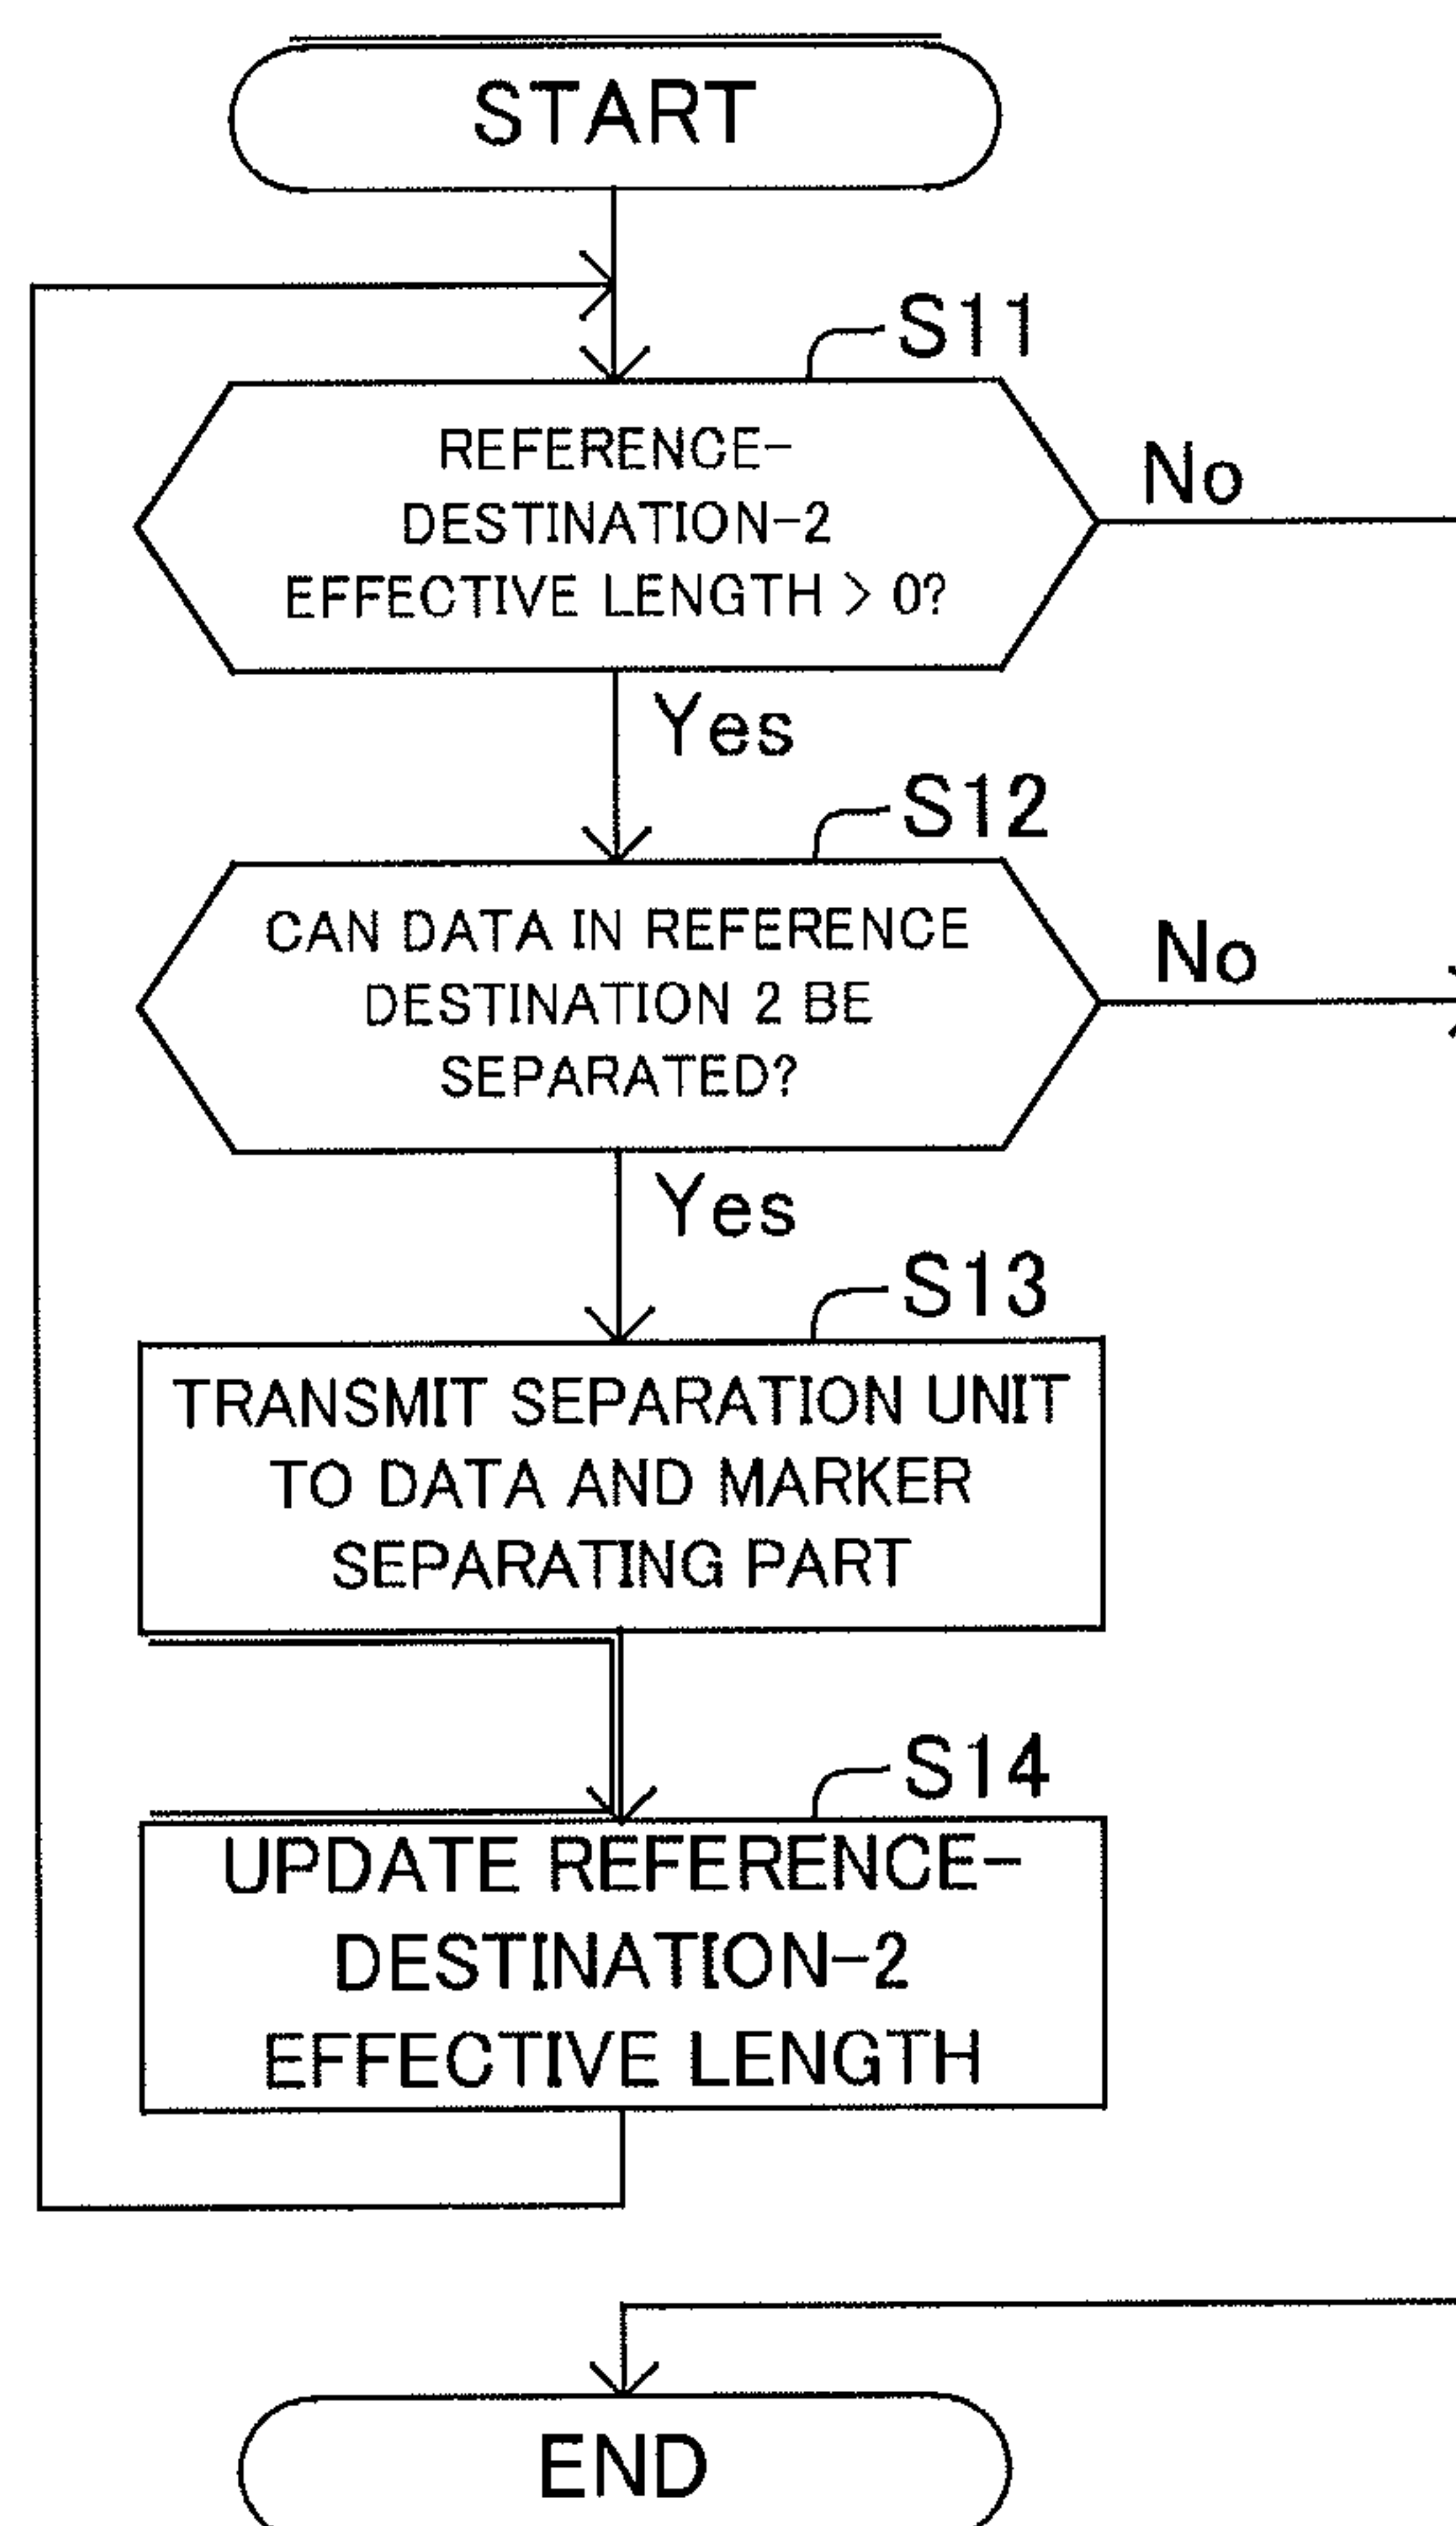 START
S11
REFERENCE-
DESTINATION-2
EFFECTIVE LENGTH > 0?
No
Yes
S12
CAN DATA IN REFERENCE
DESTINATION 2 BE
SEPARATED?
No
Yes
S13
TRANSMIT SEPARATION UNIT
TO DATA AND MARKER
SEPARATING PART
S14
UPDATE REFERENCE-
DESTINATION-2
EFFECTIVE LENGTH
END